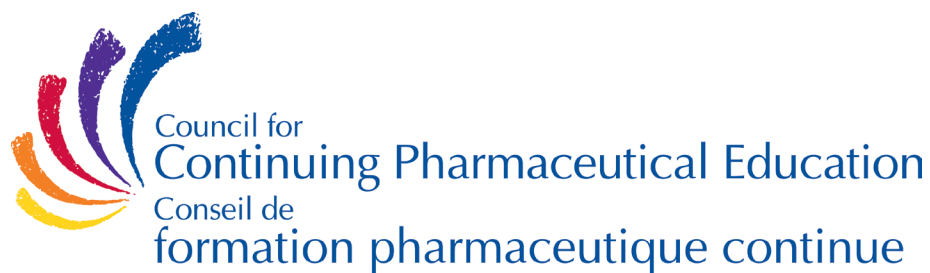 Council for
Continuing Pharmaceutical Education
Conseil de
formation pharmaceutique continue